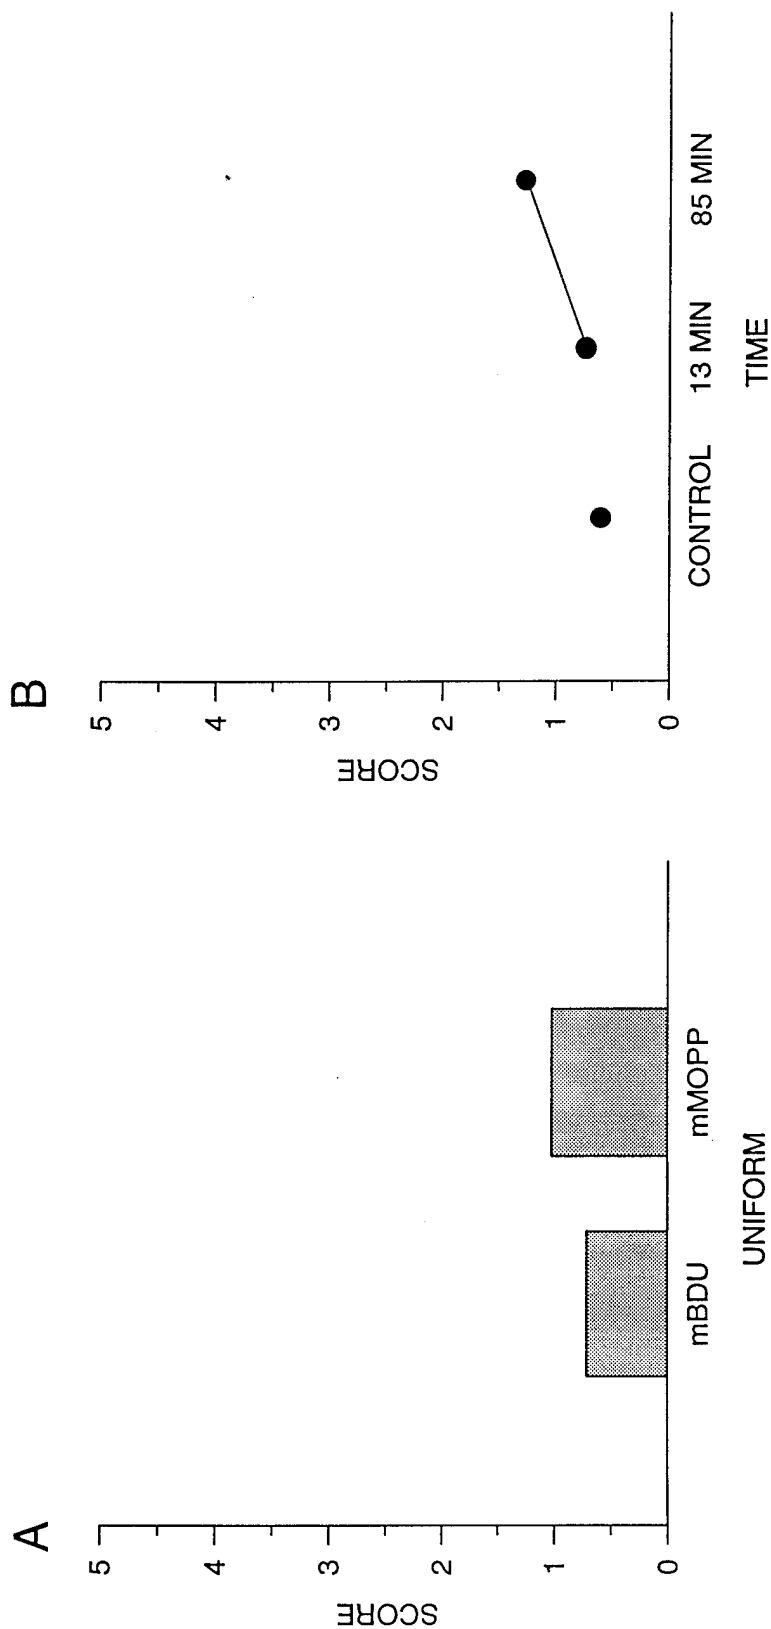 A
5
4
3
2
1
0
SCORE
mBDU
mMOPP
UNIFORM
B
5
4
3
2
1
0
SCORE
CONTROL
13 MIN
85 MIN
TIME